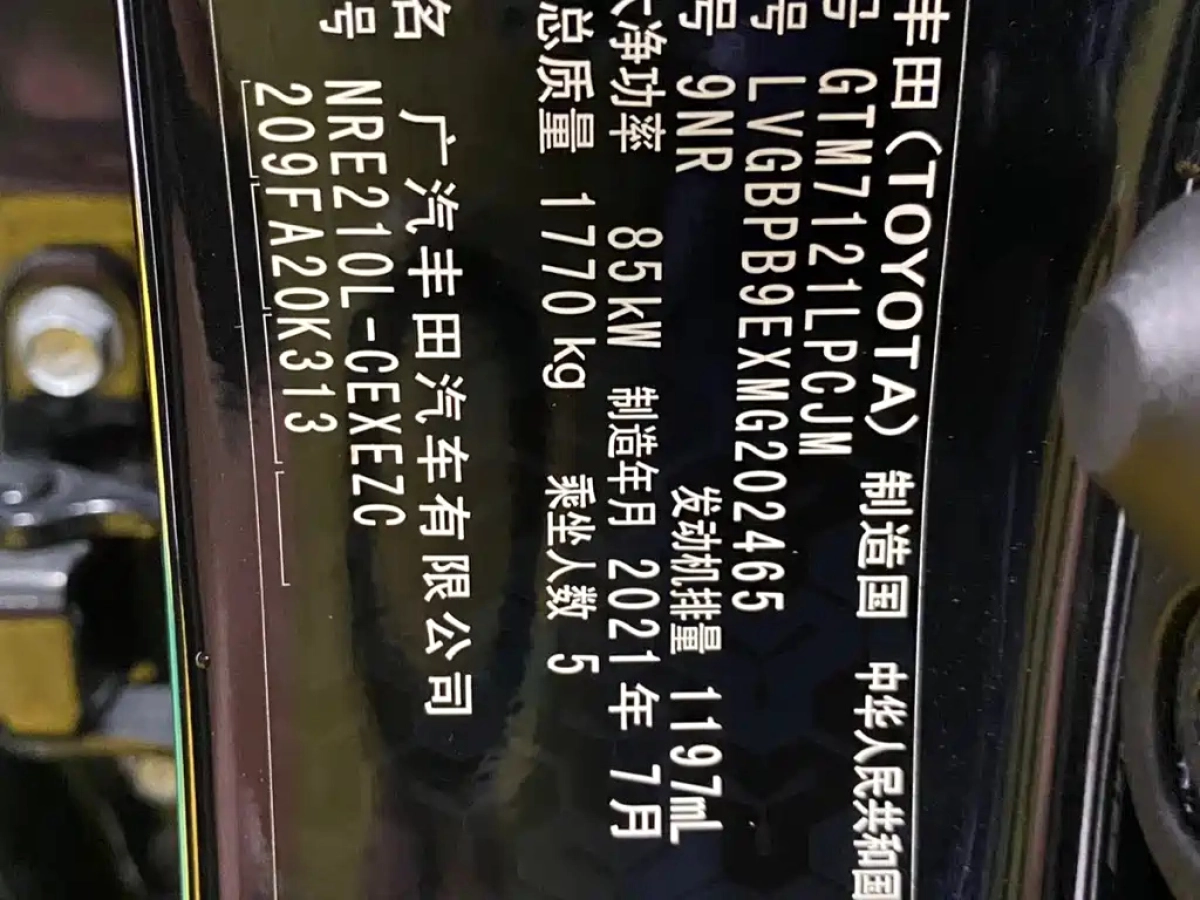 丰田(TOYOTA) 制造国 中华人民共和国
号 GTM7121LPCJM
号 LVGBPB9EXMG202465
号 9NR 发动机排量 1197mL
大净功率 85kW 制造年月 2021年7月
总质量 1770kg 乘坐人数 5
名 广汽丰田汽车有限公司
号 NRE210L-CEXEZC
209FA20K313